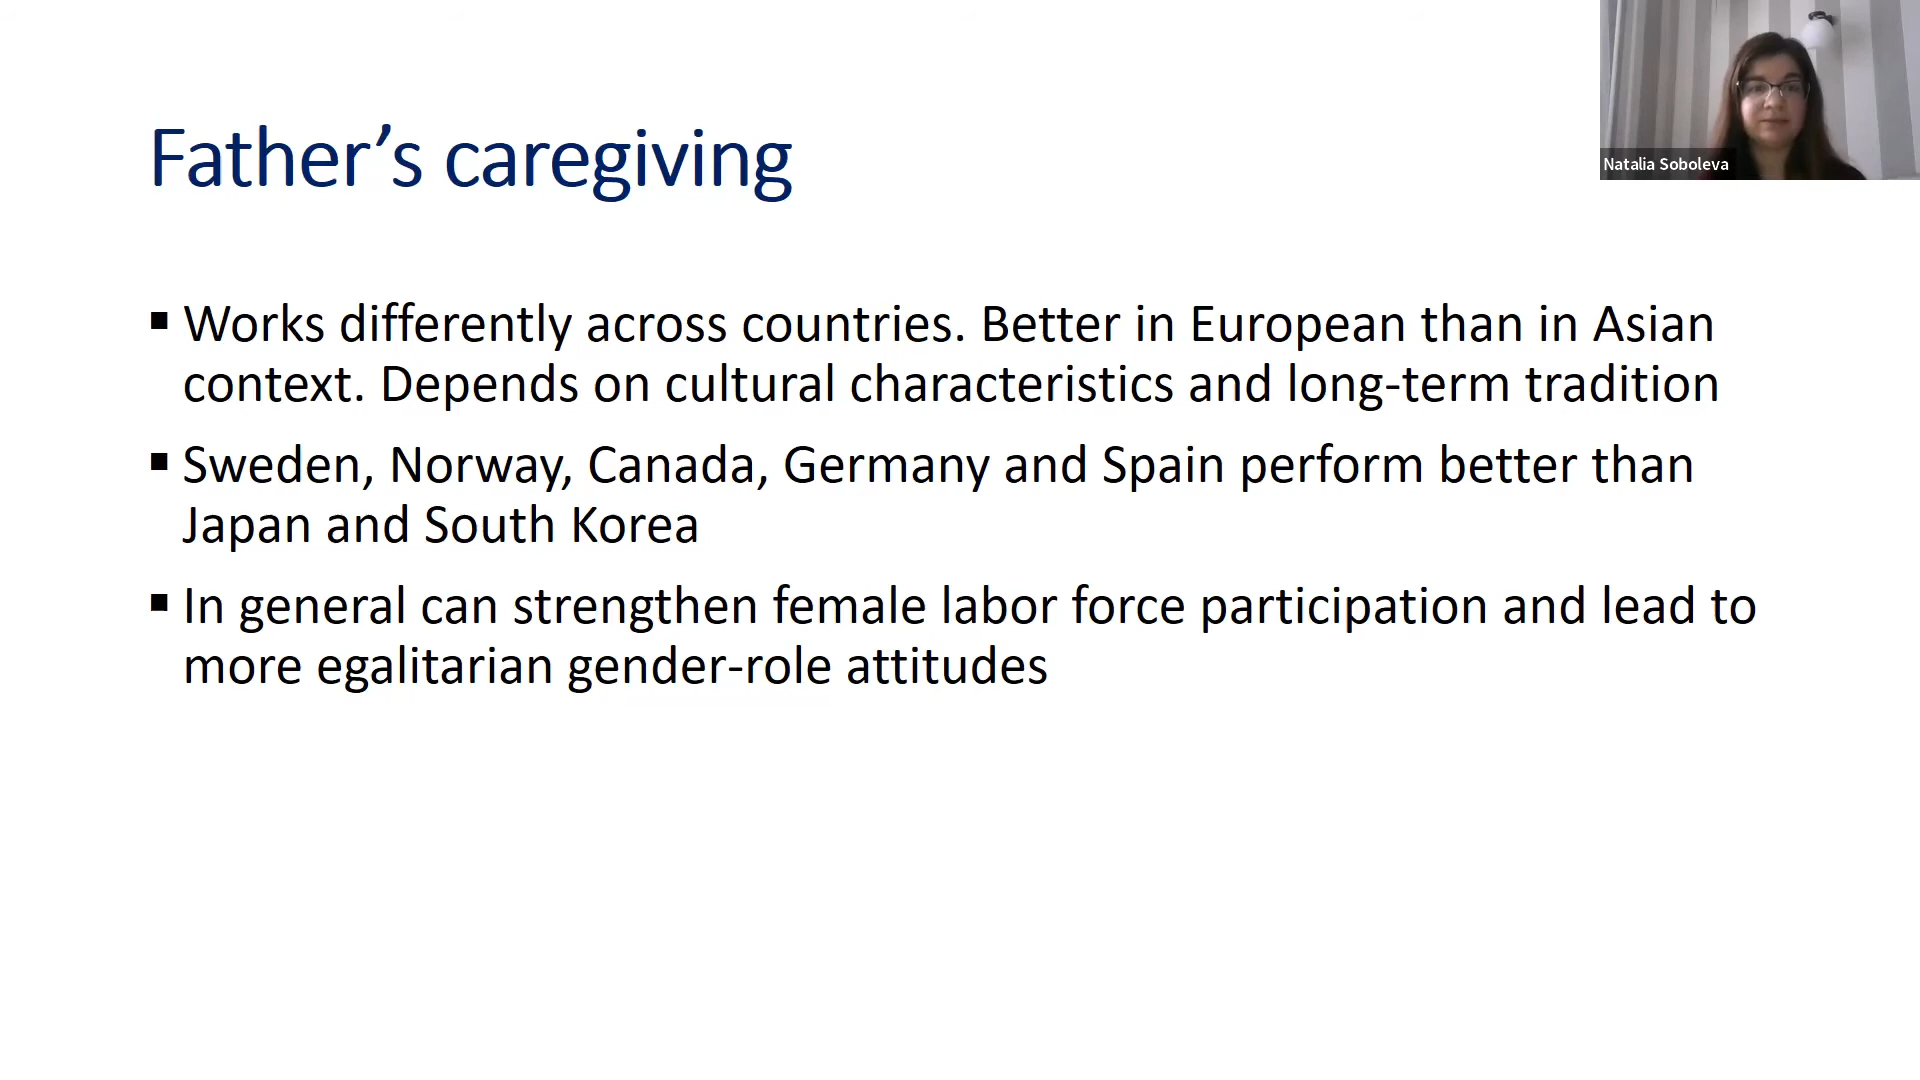 Father’s caregiving
Natalia Soboleva
▪ Works differently across countries. Better in European than in Asian
context. Depends on cultural characteristics and long-term tradition
▪ Sweden, Norway, Canada, Germany and Spain perform better than
Japan and South Korea
▪ In general can strengthen female labor force participation and lead to
more egalitarian gender-role attitudes